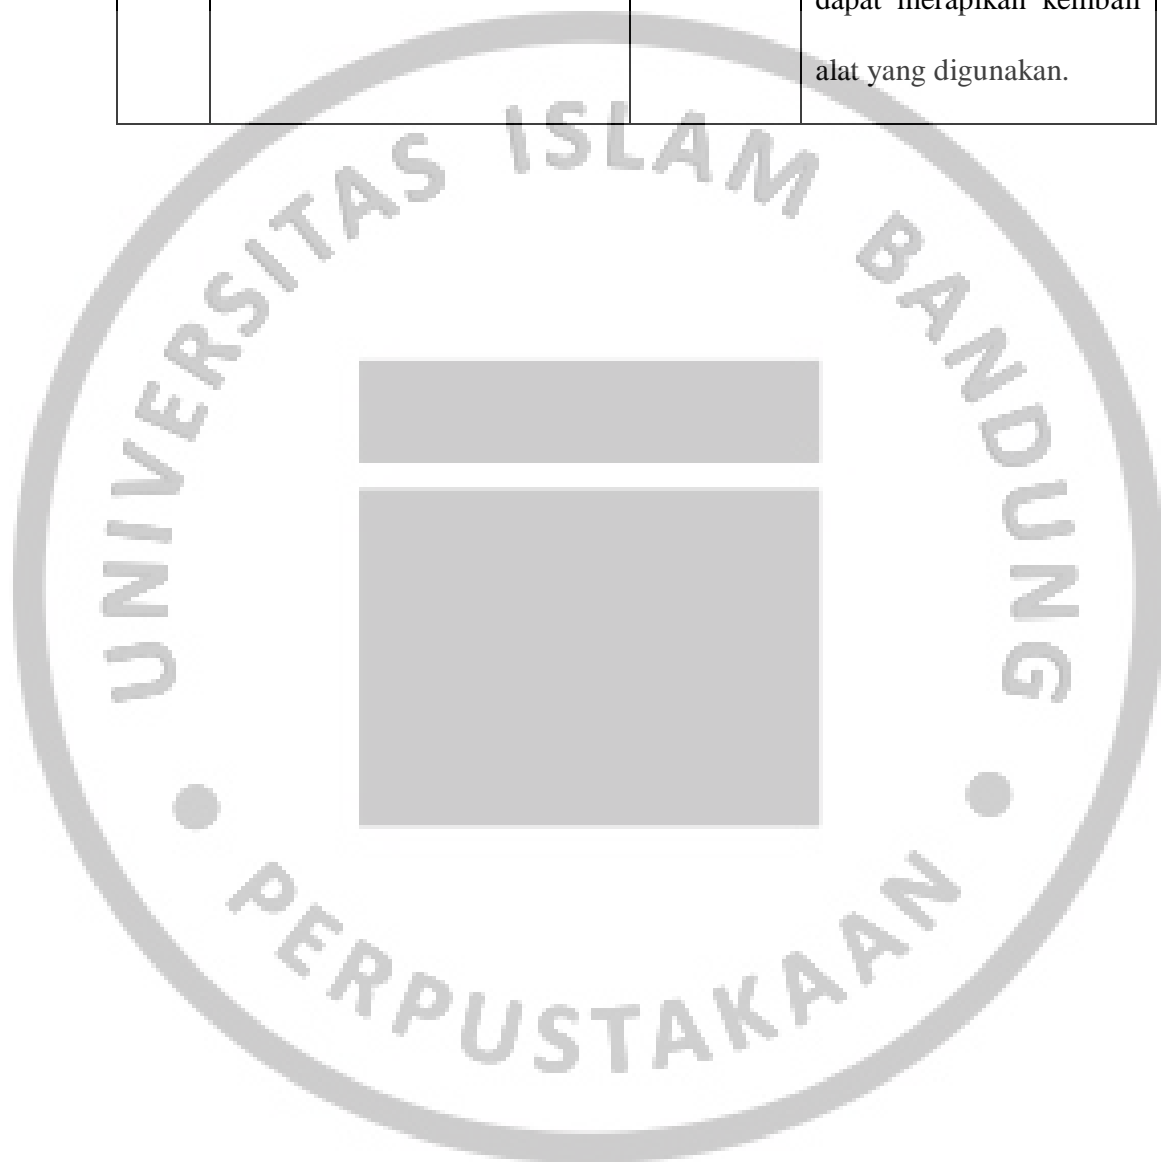 dapat merapikan kembali
alat yang digunakan.
UNIVERSITAS ISLAM BANDUNG
PERPUSTAKAAN